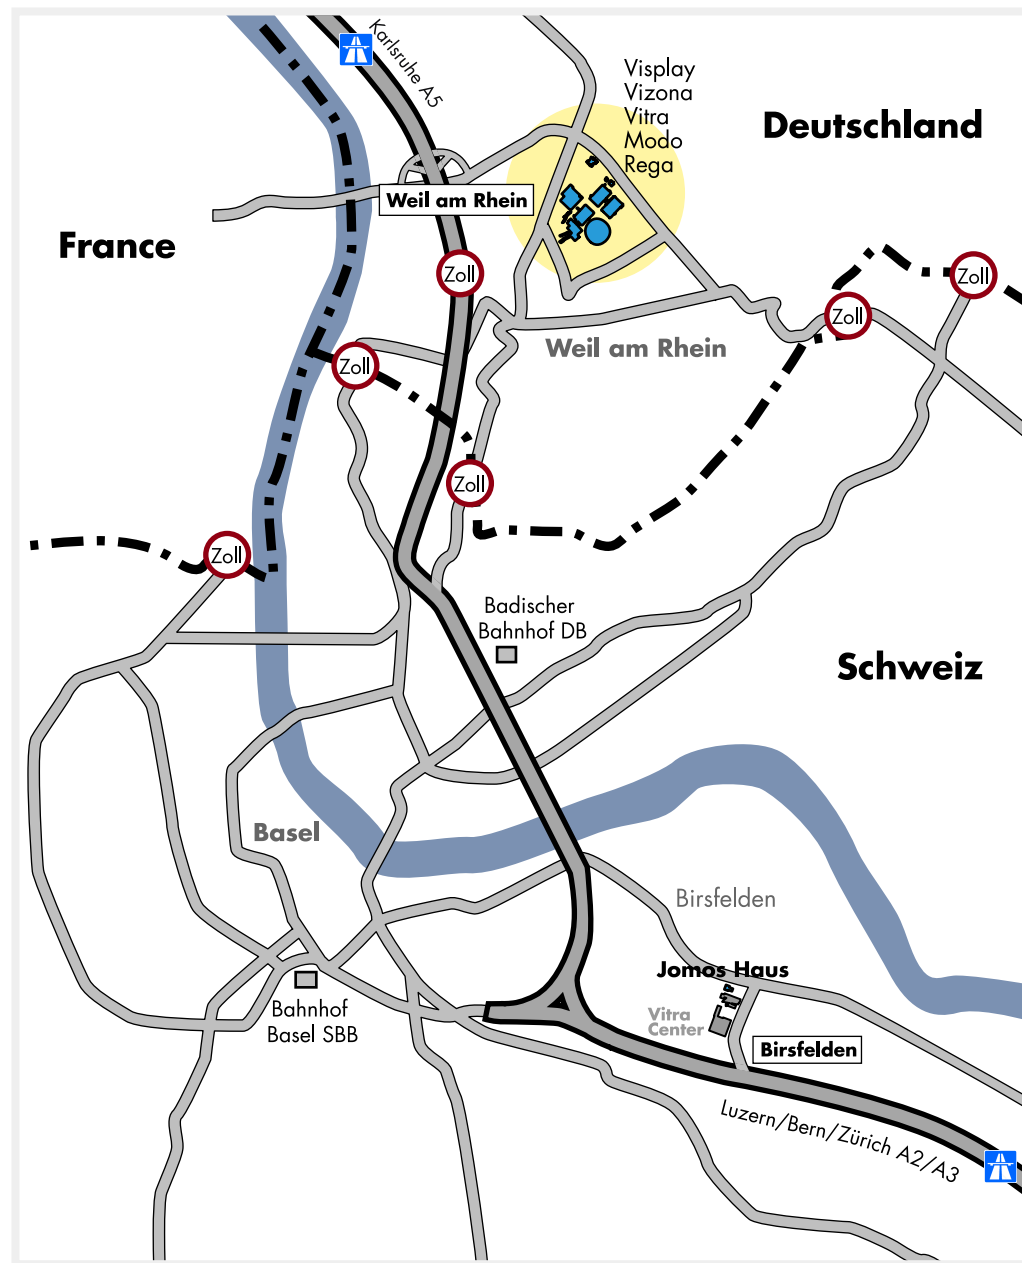 Karlsruhe A5
Visplay
Vizona
Vitra
Modo
Rega
Deutschland
Weil am Rhein
France
Zoll
Zoll
Zoll
Weil am Rhein
Zoll
Zoll
Zoll
Badischer
Bahnhof DB
Schweiz
Basel
Birsfelden
Jomos Haus
Bahnhof
Basel SBB
Vitra
Center
Birsfelden
Luzern/Bern/Zürich A2/A3